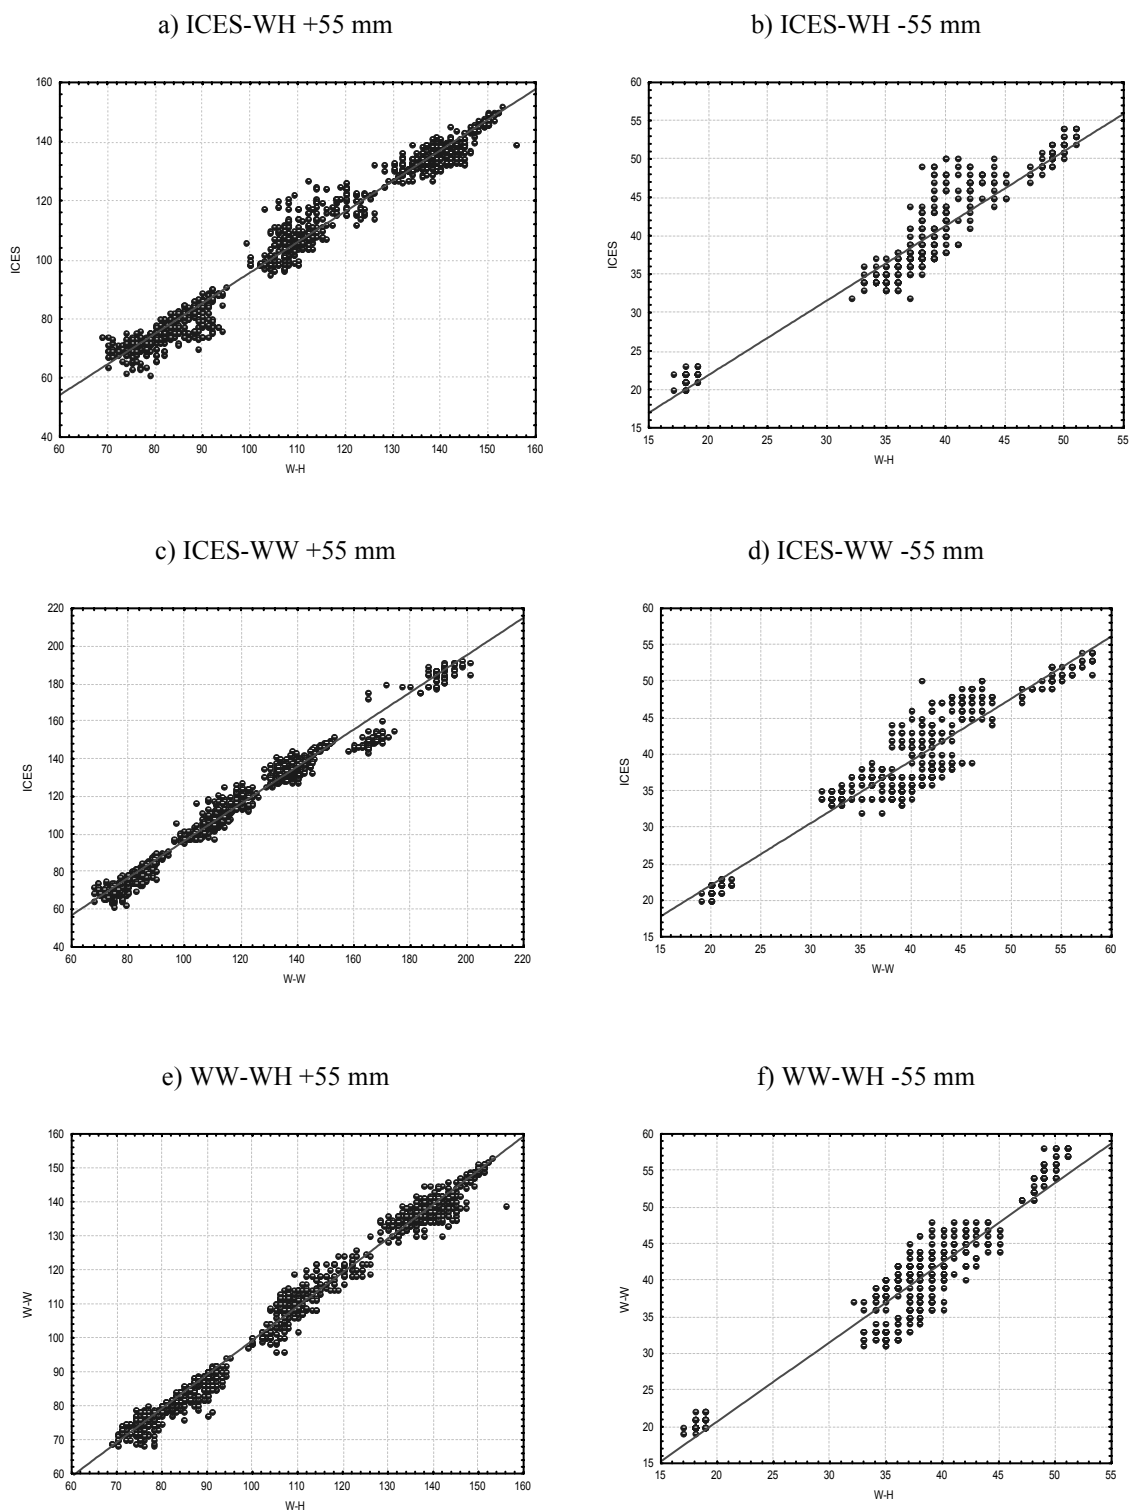 a) ICES-WH +55 mm
160
140
120
100
80
60
40
ICES
60 70 80 90 100 110 120 130 140 150 160
W-H
b) ICES-WH -55 mm
60
55
50
45
40
35
30
25
20
15
ICES
15 20 25 30 35 40 45 50 55
W-H
c) ICES-WW +55 mm
220
200
180
160
140
120
100
80
60
40
ICES
60 80 100 120 140 160 180 200 220
W-W
d) ICES-WW -55 mm
60
55
50
45
40
35
30
25
20
15
ICES
15 20 25 30 35 40 45 50 55 60
W-W
e) WW-WH +55 mm
160
150
140
130
120
110
100
90
80
70
60
W-W
60 70 80 90 100 110 120 130 140 150 160
W-H
f) WW-WH -55 mm
60
55
50
45
40
35
30
25
20
15
W-W
15 20 25 30 35 40 45 50 55
W-H